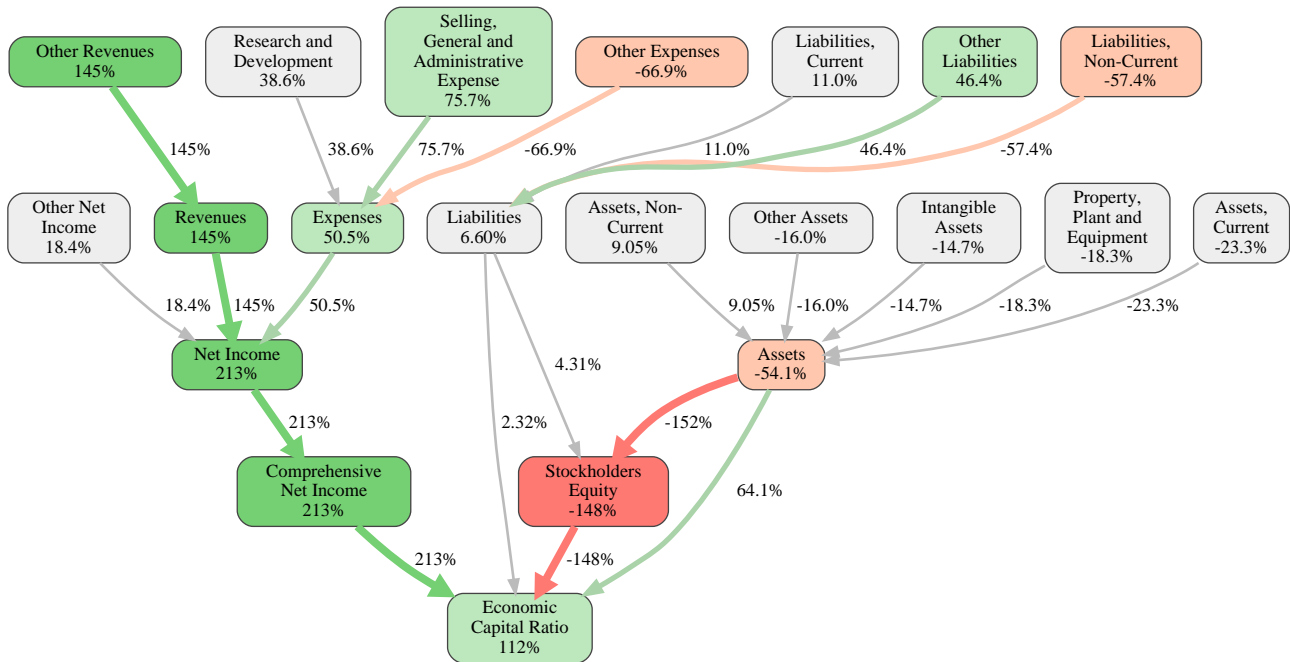 Other Revenues
145%
Research and
Development
38.6%
Selling,
General and
Administrative
Expense
75.7%
Other Expenses
-66.9%
Liabilities,
Current
11.0%
Other
Liabilities
46.4%
Liabilities,
Non-Current
-57.4%
145%
38.6%
75.7%
-66.9%
11.0%
46.4%
-57.4%
Other Net
Income
18.4%
Revenues
145%
Expenses
50.5%
Liabilities
6.60%
Assets, Non-
Current
9.05%
Other Assets
-16.0%
Intangible
Assets
-14.7%
Property,
Plant and
Equipment
-18.3%
Assets,
Current
-23.3%
18.4%
145%
50.5%
9.05%
-16.0%
-14.7%
-18.3%
-23.3%
Net Income
213%
4.31%
Assets
-54.1%
213%
2.32%
-152%
Comprehensive
Net Income
213%
Stockholders
Equity
-148%
64.1%
213%
-148%
Economic
Capital Ratio
112%